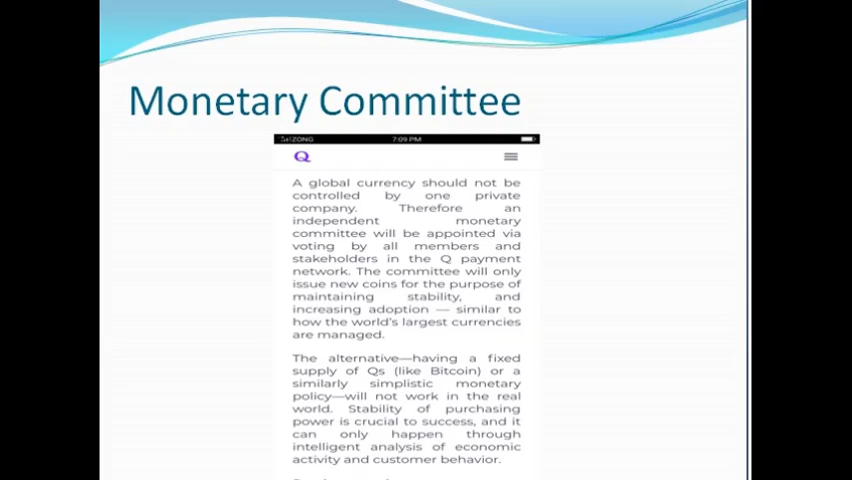 Monetary Committee
ZONG 7:09 PM
Q
A global currency should not be
controlled by one private
company. Therefore an
independent monetary
committee will be appointed via
voting by all members and
stakeholders in the Q payment
network. The committee will only
issue new coins for the purpose of
maintaining stability, and
increasing adoption — similar to
how the world's largest currencies
are managed.
The alternative—having a fixed
supply of Qs (like Bitcoin) or a
similarly simplistic monetary
policy—will not work in the real
world. Stability of purchasing
power is crucial to success, and it
can only happen through
intelligent analysis of economic
activity and customer behavior.